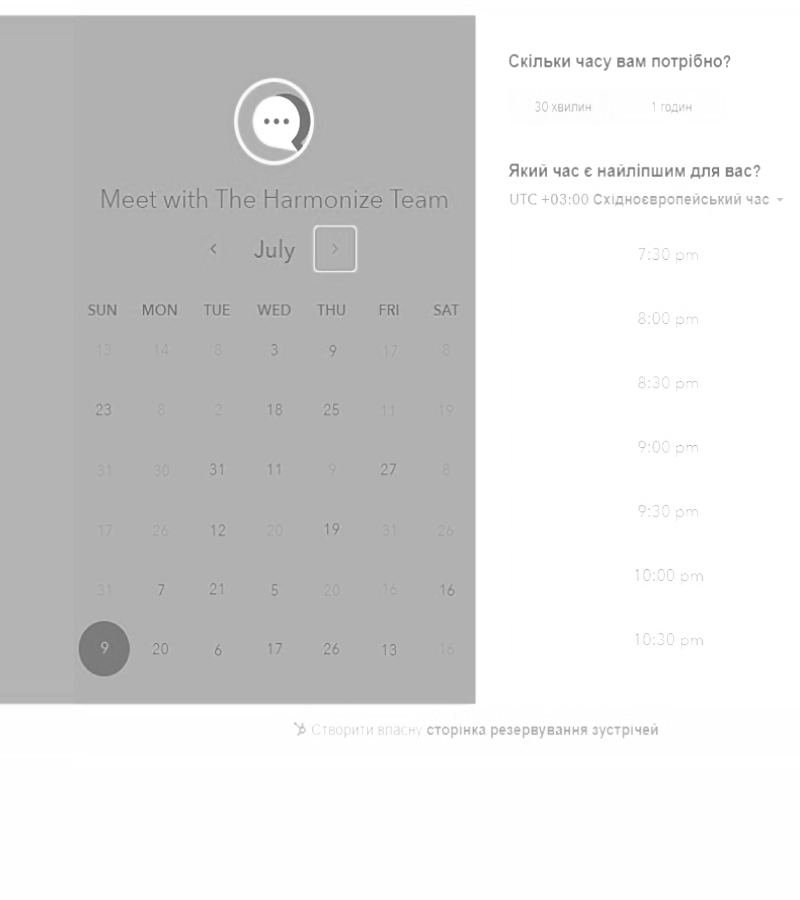 Meet with The Harmonize Team
July
SUN MON TUE WED THU FRI SAT
13 14 8 3 9 17 8
23 8 2 18 25 11 19
31 30 31 11 9 27 8
17 26 12 20 19 31 26
31 7 21 5 20 16 16
9 20 6 17 26 13 16
Скільки часу вам потрібно?
30 хвилин 1 годин
Який час є найліпшим для вас?
UTC +03:00 Східноєвропейський час
7:30 pm
8:00 pm
8:30 pm
9:00 pm
9:30 pm
10:00 pm
10:30 pm
Створити власну сторінка резервування зустрічей